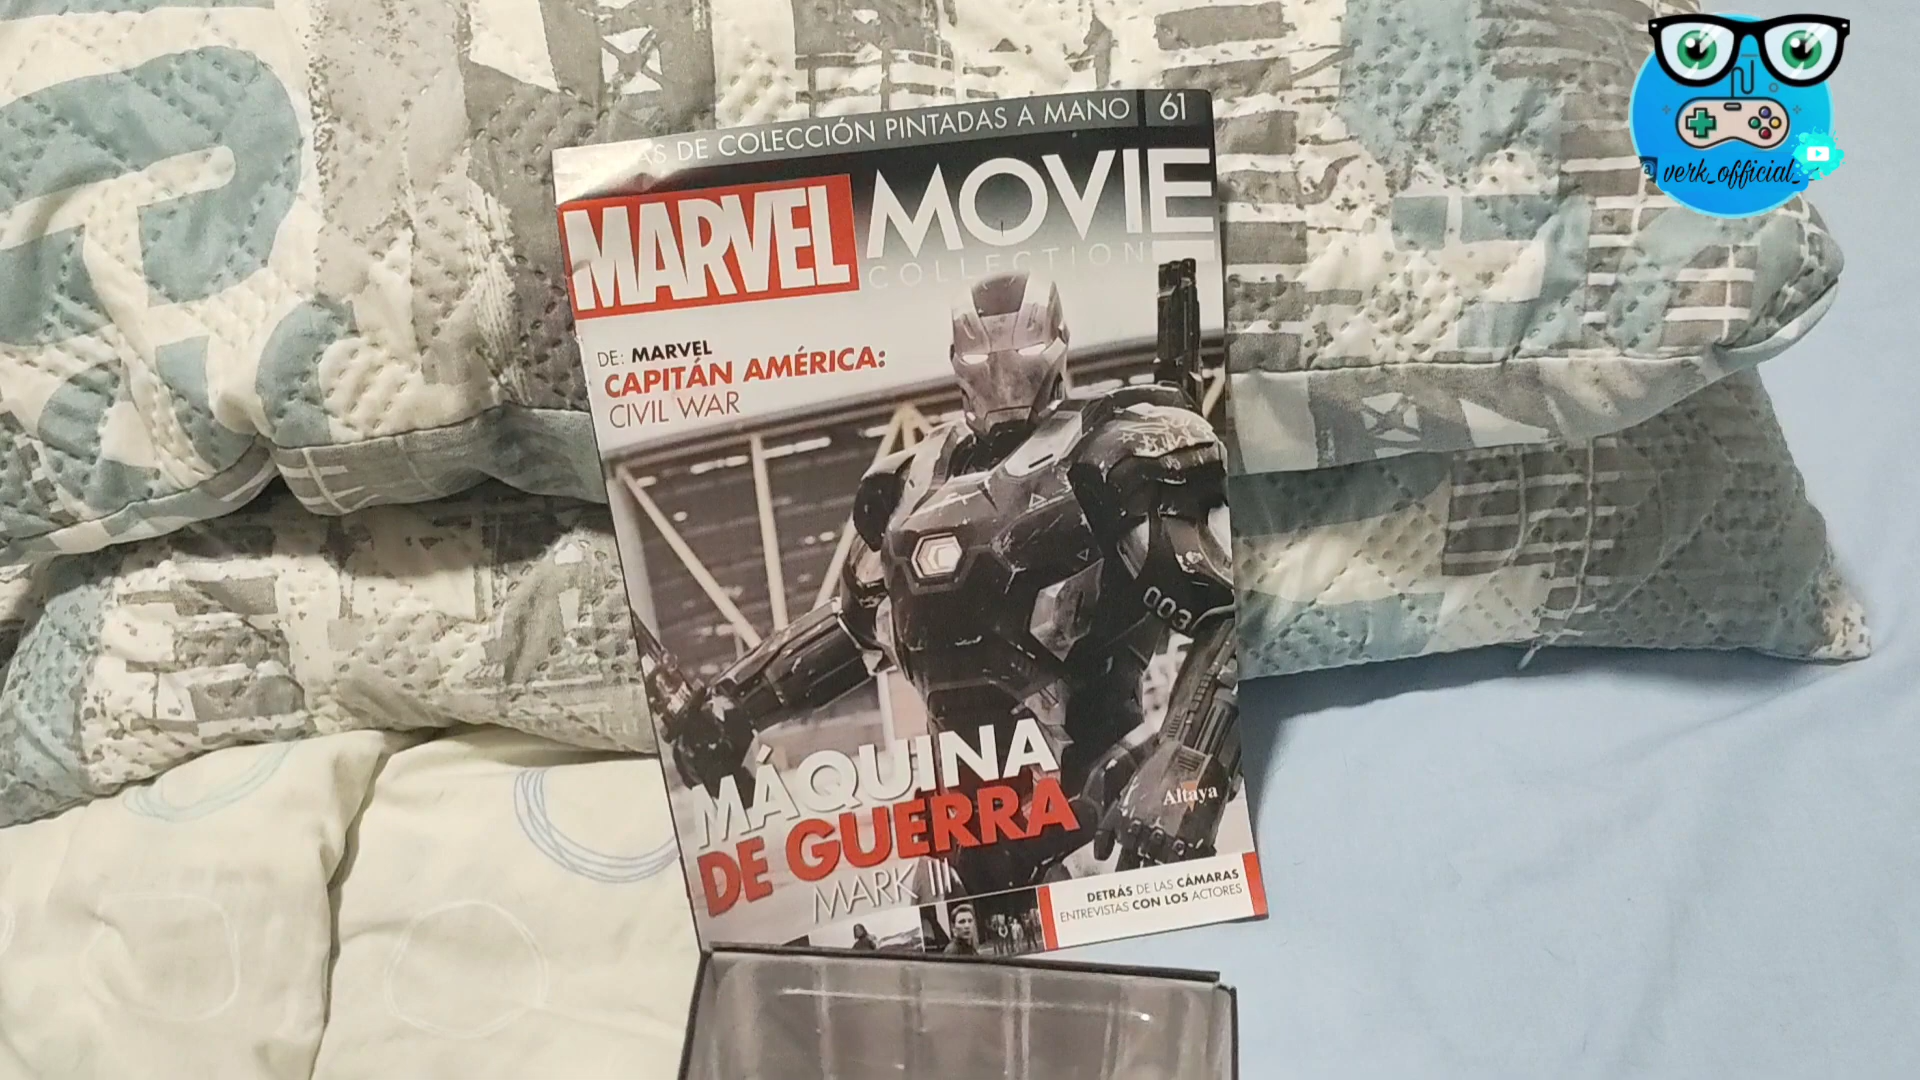 DE COLECCIÓN PINTADAS A MANO 61
MARVEL MOVIE
COLLECTION
DE: MARVEL
CAPITÁN AMÉRICA:
CIVIL WAR
003
MÁQUINA
DE GUERRA
MARK III
Altaya
DETRÁS DE LAS CÁMARAS
ENTREVISTAS CON LOS ACTORES
verk_official_